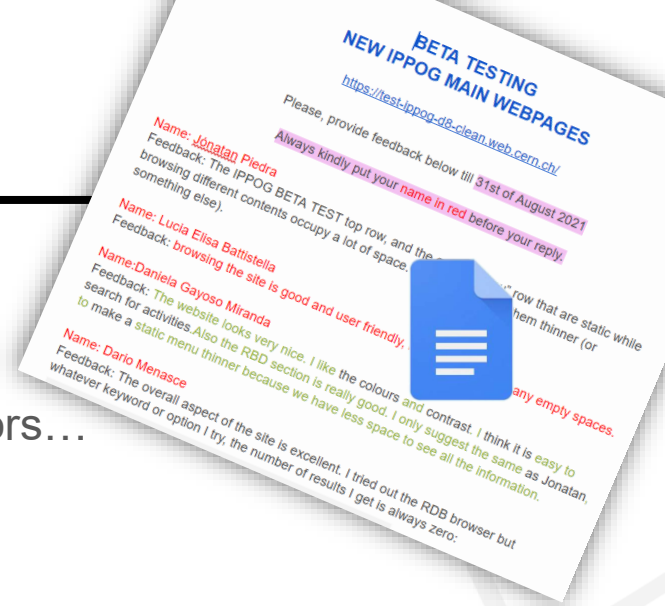 BETA TESTING
NEW IPPOG MAIN WEBPAGES
https://test-ippog-d8-clean.web.cern.ch/
Please, provide feedback below till 31st of August 2021
Always kindly put your name in red before your reply.
Name: Jónatan Piedra
Feedback: The IPPOG BETA TEST top row, and the row that are static while
browsing different contents occupy a lot of space. hem thinner (or
something else).
Name: Lucia Elisa Battistella
Feedback: browsing the site is good and user friendly, any empty spaces.
Name:Daniela Gayoso Miranda
Feedback: The website looks very nice. I like the colours and contrast. I think it is easy to
search for activities.Also the RBD section is really good. I only suggest the same as Jonatan,
to make a static menu thinner because we have less space to see all the information.
Name: Dario Menasce
Feedback: The overall aspect of the site is excellent. I tried out the RDB browser but
whatever keyword or option I try, the number of results I get is always zero:
ors…